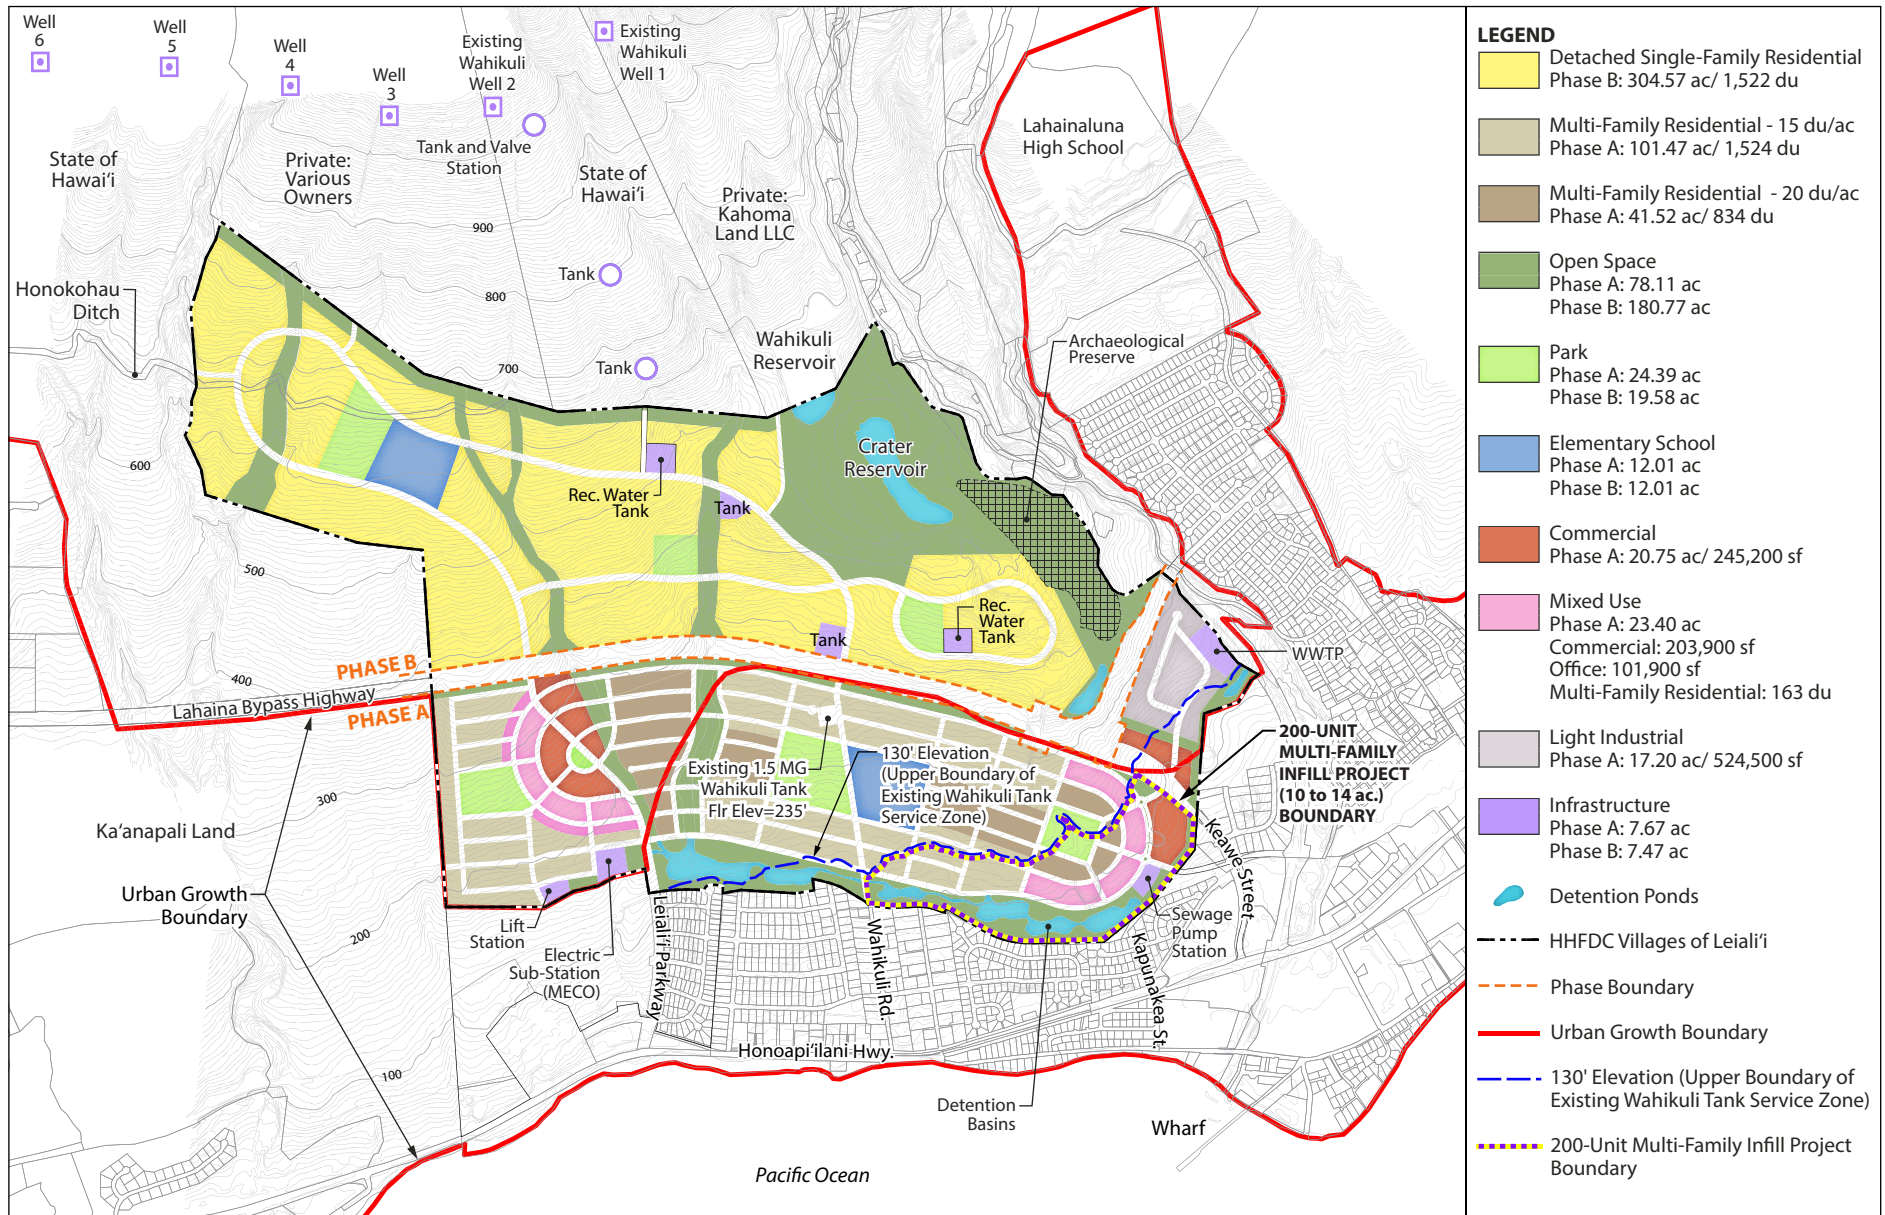 Well
6
Well
5
Well
4
Well
3
Existing
Wahikuli
Well 2
Existing
Wahikuli
Well 1
Tank and Valve
Station
State of
Hawai‘i
Private:
Various
Owners
State of
Hawai‘i
Private:
Kahoma
Land LLC
Lahainaluna
High School
900
800
700
600
500
400
300
200
100
Tank
Tank
Honokohau
Ditch
Wahikuli
Reservoir
Archaeological
Preserve
Crater
Reservoir
Rec. Water
Tank
Tank
Tank
Rec.
Water
Tank
WWTP
PHASE B
Lahaina Bypass Highway
PHASE A
Existing 1.5 MG
Wahikuli Tank
Flr Elev=235'
130' Elevation
(Upper Boundary of
Existing Wahikuli Tank
Service Zone)
200-UNIT
MULTI-FAMILY
INFILL PROJECT
(10 to 14 ac.)
BOUNDARY
Ka‘anapali Land
Urban Growth
Boundary
Lift
Station
Electric
Sub-Station
(MECO)
Leiali‘i Parkway
Wahikuli Rd.
Keawe Street
Kapunakea St.
Sewage
Pump
Station
Honoapi‘ilani Hwy.
Detention
Basins
Wharf
Pacific Ocean
LEGEND
Detached Single-Family Residential
Phase B: 304.57 ac/ 1,522 du
Multi-Family Residential - 15 du/ac
Phase A: 101.47 ac/ 1,524 du
Multi-Family Residential - 20 du/ac
Phase A: 41.52 ac/ 834 du
Open Space
Phase A: 78.11 ac
Phase B: 180.77 ac
Park
Phase A: 24.39 ac
Phase B: 19.58 ac
Elementary School
Phase A: 12.01 ac
Phase B: 12.01 ac
Commercial
Phase A: 20.75 ac/ 245,200 sf
Mixed Use
Phase A: 23.40 ac
Commercial: 203,900 sf
Office: 101,900 sf
Multi-Family Residential: 163 du
Light Industrial
Phase A: 17.20 ac/ 524,500 sf
Infrastructure
Phase A: 7.67 ac
Phase B: 7.47 ac
Detention Ponds
HHFDC Villages of Leiali‘i
Phase Boundary
Urban Growth Boundary
130' Elevation (Upper Boundary of
Existing Wahikuli Tank Service Zone)
200-Unit Multi-Family Infill Project
Boundary